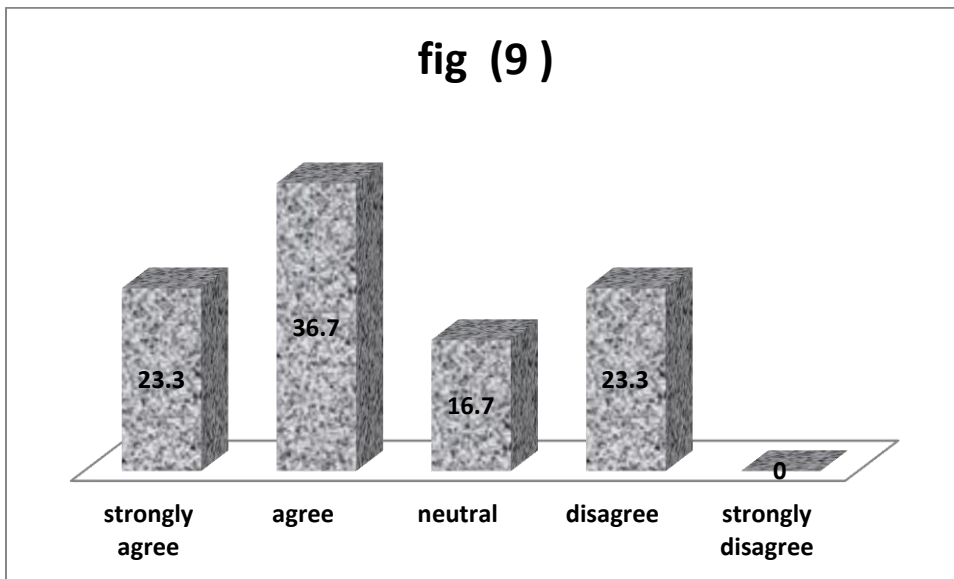 fig (9 )
36.7
23.3
23.3
16.7
0
strongly agree
agree
neutral
disagree
strongly disagree